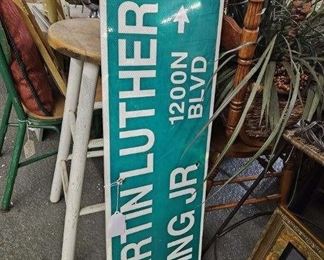 RTIN LUTHER
1200N
ING JR BLVD